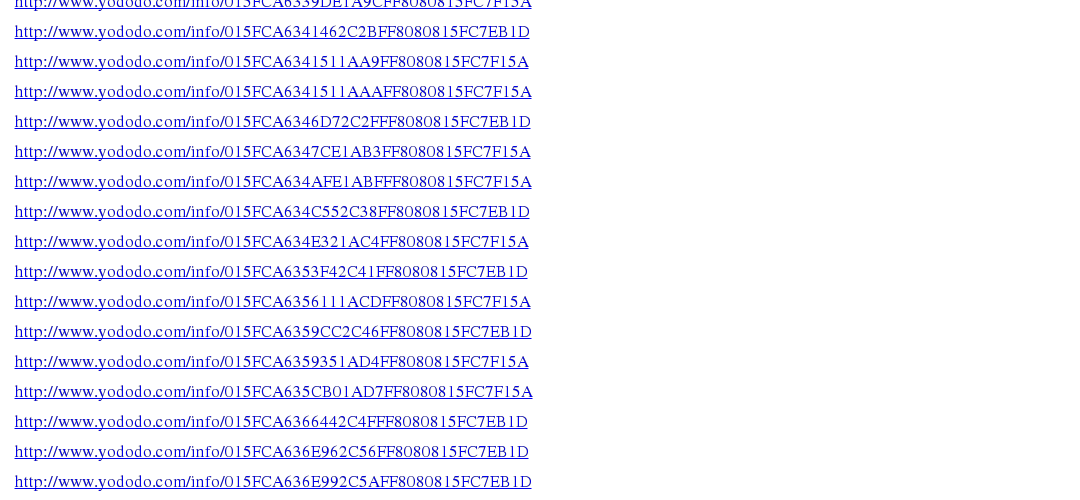 http://www.yododo.com/info/015FCA6339DE1A9CFF8080815FC7F15A
http://www.yododo.com/info/015FCA6341462C2BFF8080815FC7EB1D
http://www.yododo.com/info/015FCA6341511AA9FF8080815FC7F15A
http://www.yododo.com/info/015FCA6341511AAAFF8080815FC7F15A
http://www.yododo.com/info/015FCA6346D72C2FFF8080815FC7EB1D
http://www.yododo.com/info/015FCA6347CE1AB3FF8080815FC7F15A
http://www.yododo.com/info/015FCA634AFE1ABFFF8080815FC7F15A
http://www.yododo.com/info/015FCA634C552C38FF8080815FC7EB1D
http://www.yododo.com/info/015FCA634E321AC4FF8080815FC7F15A
http://www.yododo.com/info/015FCA6353F42C41FF8080815FC7EB1D
http://www.yododo.com/info/015FCA6356111ACDFF8080815FC7F15A
http://www.yododo.com/info/015FCA6359CC2C46FF8080815FC7EB1D
http://www.yododo.com/info/015FCA6359351AD4FF8080815FC7F15A
http://www.yododo.com/info/015FCA635CB01AD7FF8080815FC7F15A
http://www.yododo.com/info/015FCA6366442C4FFF8080815FC7EB1D
http://www.yododo.com/info/015FCA636E962C56FF8080815FC7EB1D
http://www.yododo.com/info/015FCA636E992C5AFF8080815FC7EB1D